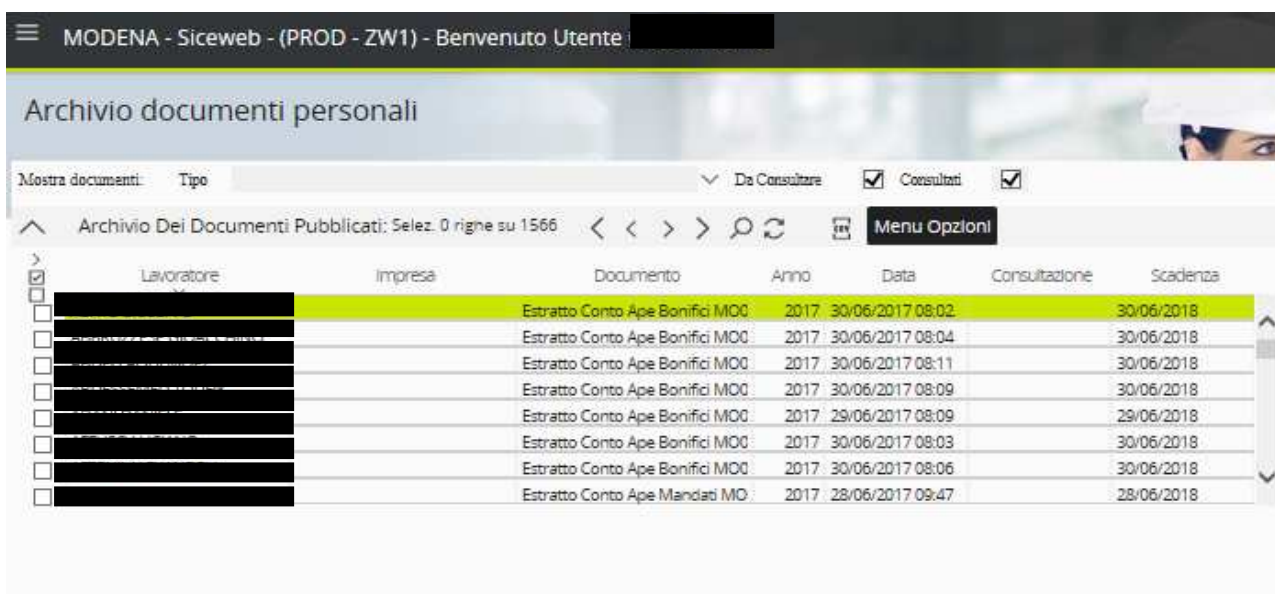 MODENA - Siceweb - (PROD - ZW1) - Benvenuto Utente
Archivio documenti personali
Mostra documenti: Tipo Da Consultare Consultati
Archivio Dei Documenti Pubblicati: Selez. 0 righe su 1566 Menu Opzioni
Lavoratore Impresa Documento Anno Data Consultazione Scadenza
Estratto Conto Ape Bonifici MO0 2017 30/06/2017 08:02 30/06/2018
Estratto Conto Ape Bonifici MO0 2017 30/06/2017 08:04 30/06/2018
Estratto Conto Ape Bonifici MO0 2017 30/06/2017 08:11 30/06/2018
Estratto Conto Ape Bonifici MO0 2017 30/06/2017 08:09 30/06/2018
Estratto Conto Ape Bonifici MO0 2017 29/06/2017 08:09 29/06/2018
Estratto Conto Ape Bonifici MO0 2017 30/06/2017 08:03 30/06/2018
Estratto Conto Ape Bonifici MO0 2017 30/06/2017 08:06 30/06/2018
Estratto Conto Ape Mandati MO 2017 28/06/2017 09:47 28/06/2018